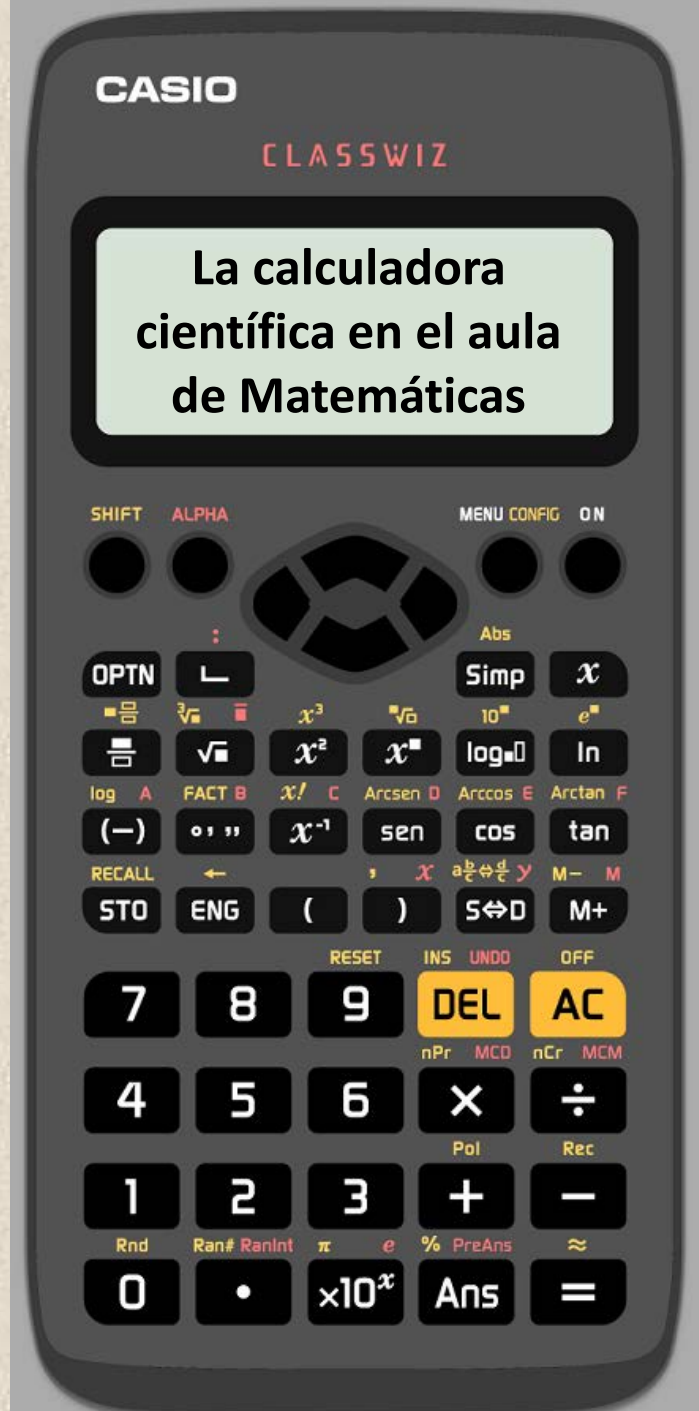 CASIO
CLASSWIZ
La calculadora
científica en el aula
de Matemáticas
SHIFT ALPHA MENU CONFIG ON
: Abs
OPTN Simp x
■⊟ ³√■ ■̅ x³ ■√□ 10■ e■
√■ x² x■ log■□ ln
log A FACT B x! C Arcsen D Arccos E Arctan F
(−) ° ’ ” x⁻¹ sen cos tan
RECALL ← , x a b/c⇔d/c y M− M
STO ENG ( ) S⇔D M+
RESET INS UNDO OFF
7 8 9 DEL AC
nPr MCD nCr MCM
4 5 6 × ÷
Pol Rec
1 2 3 + −
Rnd Ran# RanInt π e % PreAns ≈
0 • ×10ˣ Ans =